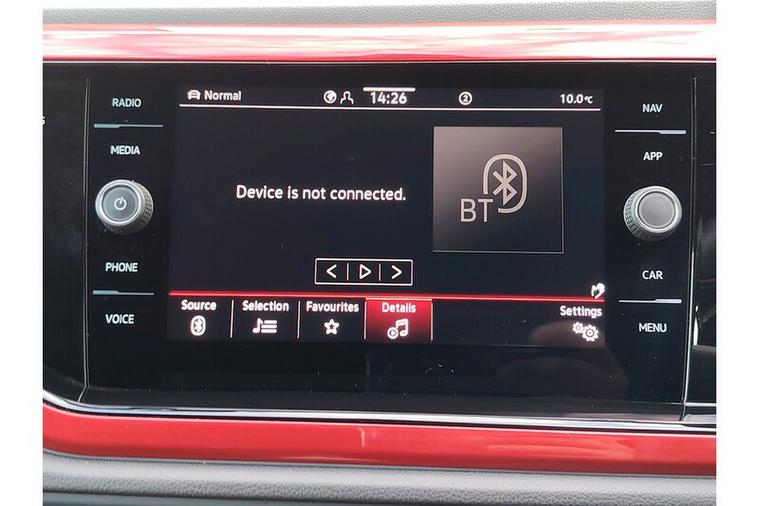 RADIO
MEDIA
PHONE
VOICE
Normal
14:26
2
10.0°C
Device is not connected.
BT
Source
Selection
Favourites
Details
Settings
NAV
APP
CAR
MENU